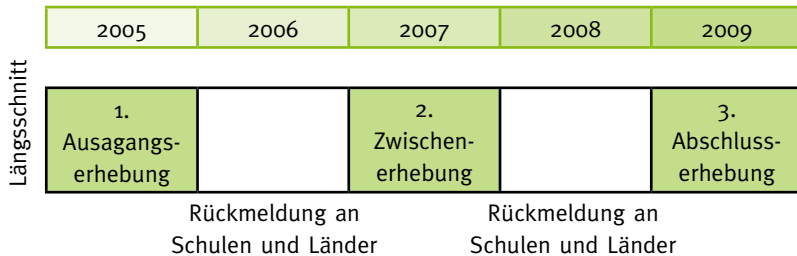 2005 2006 2007 2008 2009
Längsschnitt
1.
Ausagangs-
erhebung
2.
Zwischen-
erhebung
3.
Abschluss-
erhebung
Rückmeldung an
Schulen und Länder
Rückmeldung an
Schulen und Länder